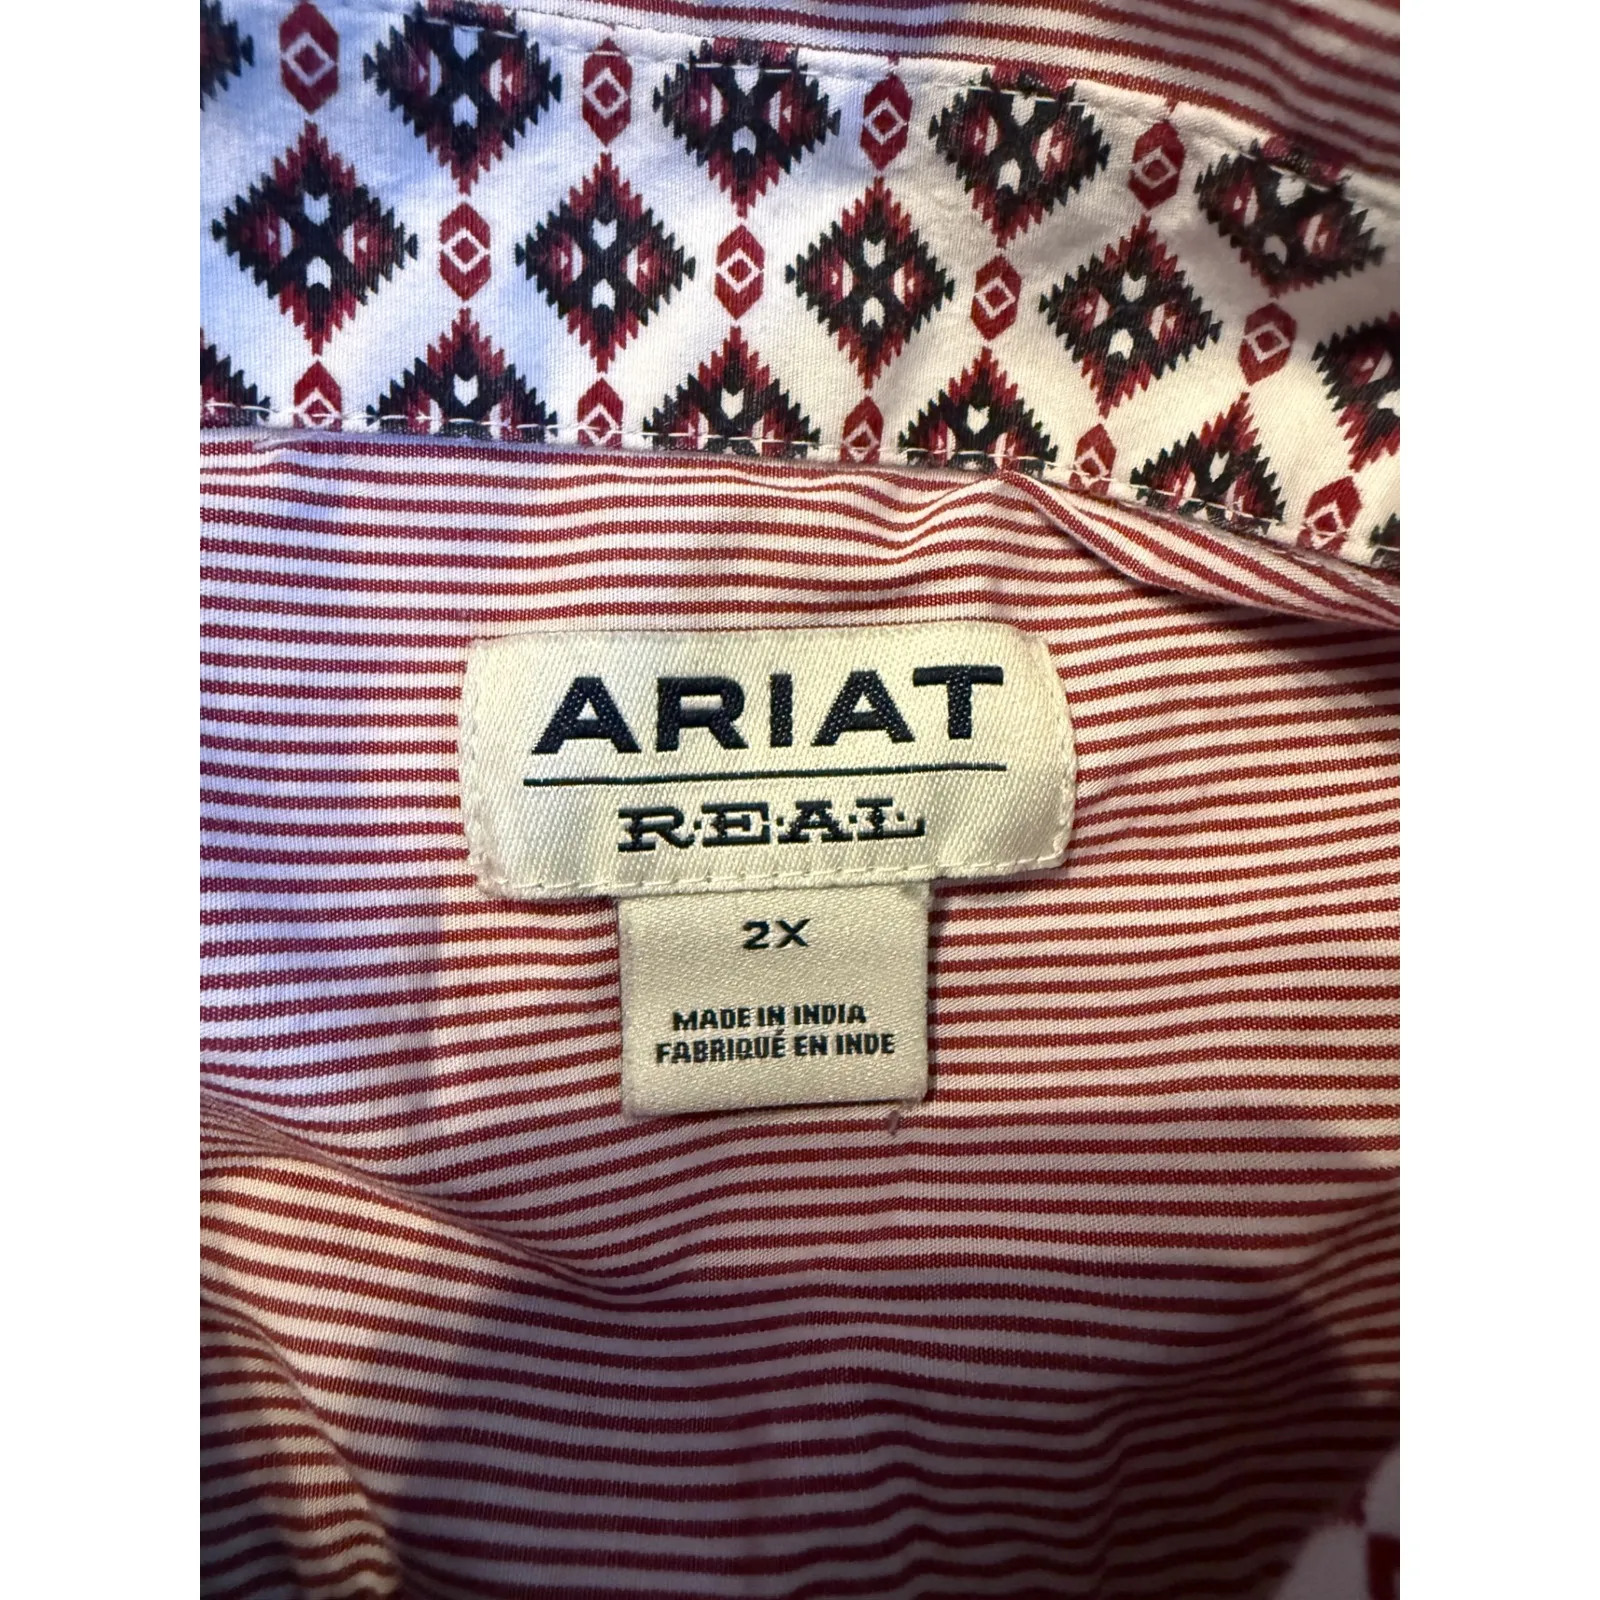 ARIAT
R·E·A·L
2X
MADE IN INDIA
FABRIQUÉ EN INDE